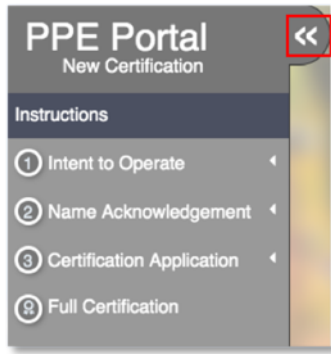 PPE Portal
New Certification
«
Instructions
1 Intent to Operate
2 Name Acknowledgement
3 Certification Application
Full Certification